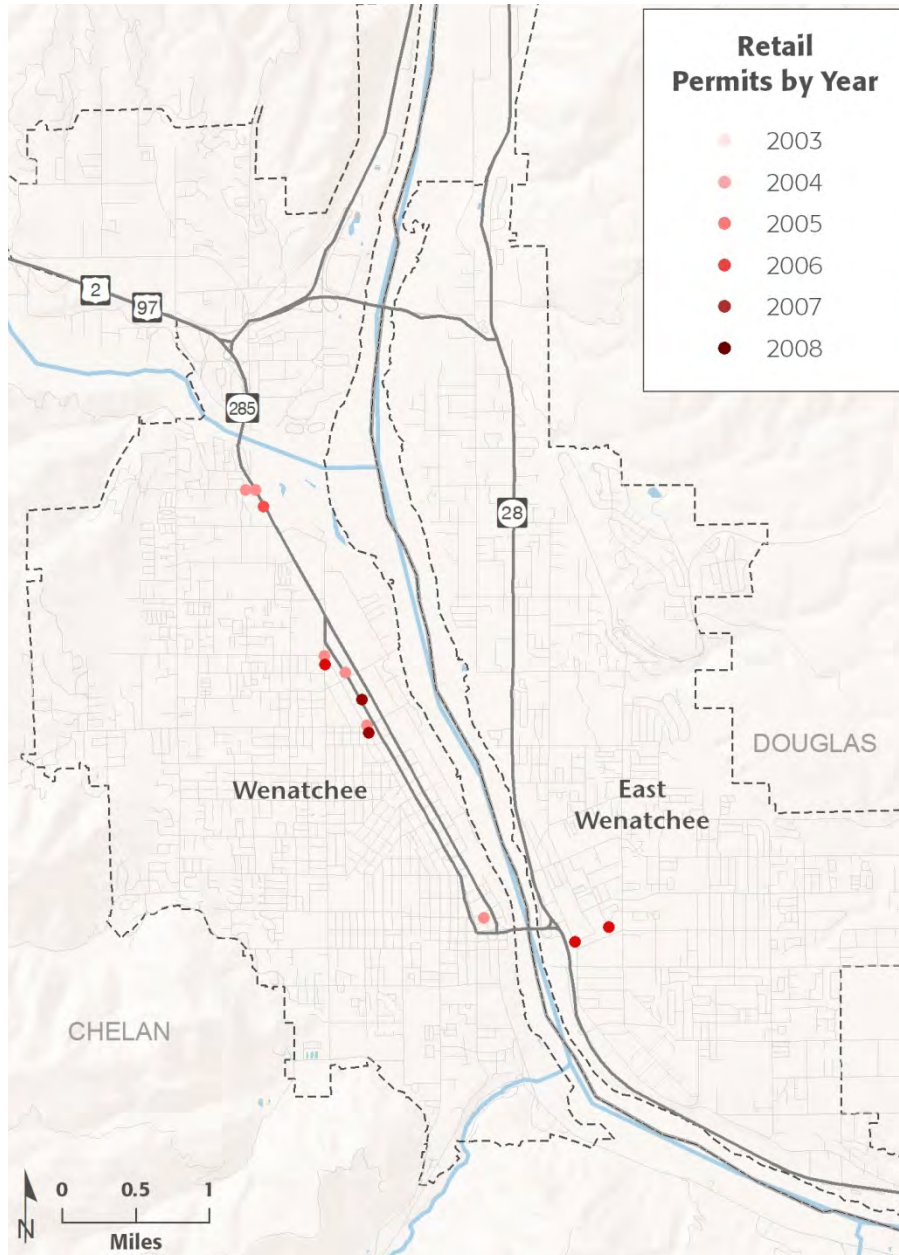 Retail
Permits by Year
2003
2004
2005
2006
2007
2008
2
97
285
28
DOUGLAS
Wenatchee
East
Wenatchee
CHELAN
N
0 0.5 1
Miles